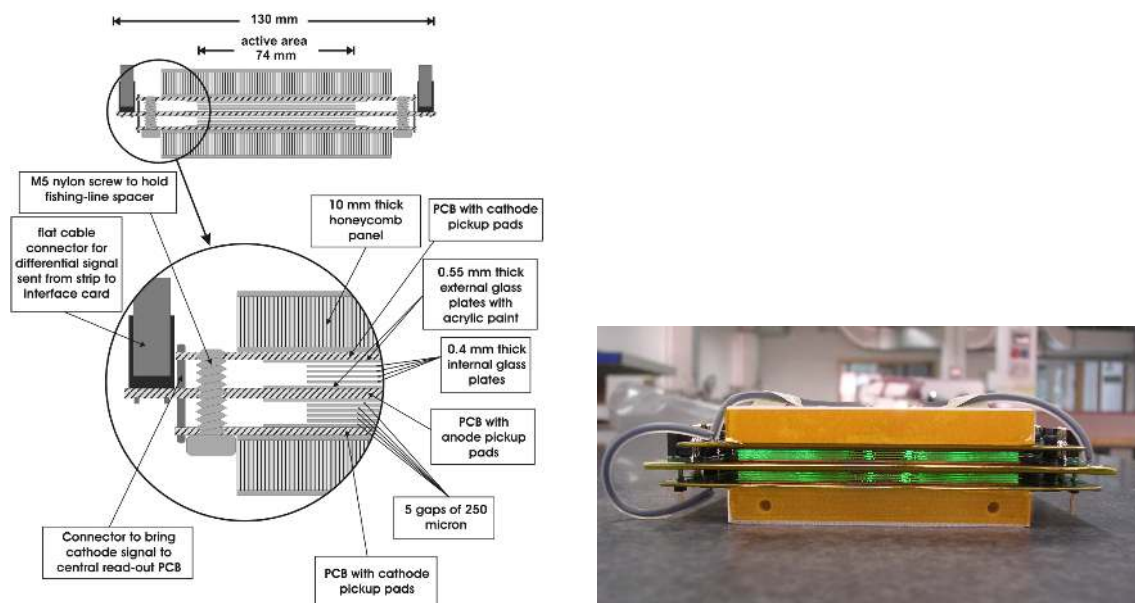 130 mm
active area
74 mm
M5 nylon screw to hold
fishing-line spacer
flat cable
connector for
differential signal
sent from strip to
interface card
10 mm thick
honeycomb
panel
PCB with cathode
pickup pads
0.55 mm thick
external glass
plates with
acrylic paint
0.4 mm thick
internal glass
plates
PCB with
anode pickup
pads
5 gaps of 250
micron
Connector to bring
cathode signal to
central read-out PCB
PCB with cathode
pickup pads